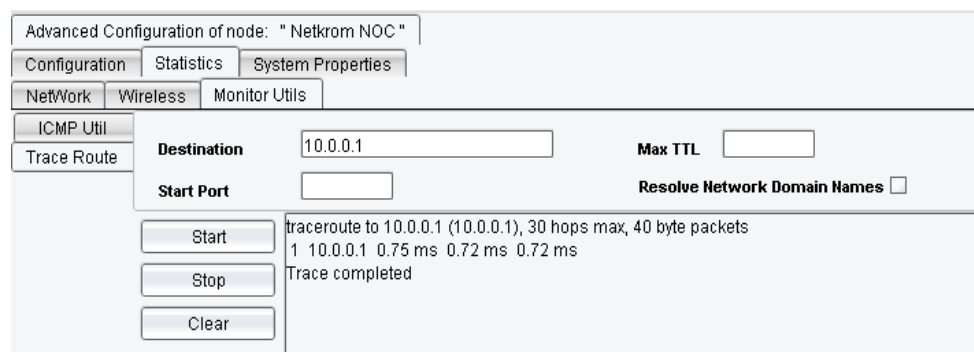 Advanced Configuration of node: " Netkrom NOC "
Configuration Statistics System Properties
NetWork Wireless Monitor Utils
ICMP Util
Trace Route
Destination 10.0.0.1 Max TTL
Start Port Resolve Network Domain Names
Start
Stop
Clear
traceroute to 10.0.0.1 (10.0.0.1), 30 hops max, 40 byte packets
1 10.0.0.1 0.75 ms 0.72 ms 0.72 ms
Trace completed